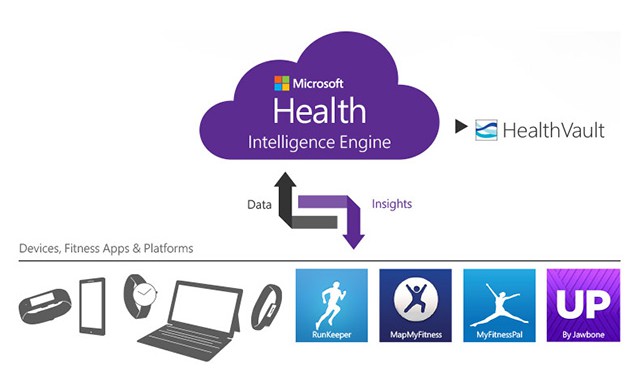 Microsoft
Health
Intelligence Engine
HealthVault
Data
Insights
Devices, Fitness Apps & Platforms
RunKeeper
MapMyFitness
MyFitnessPal
UP
By Jawbone